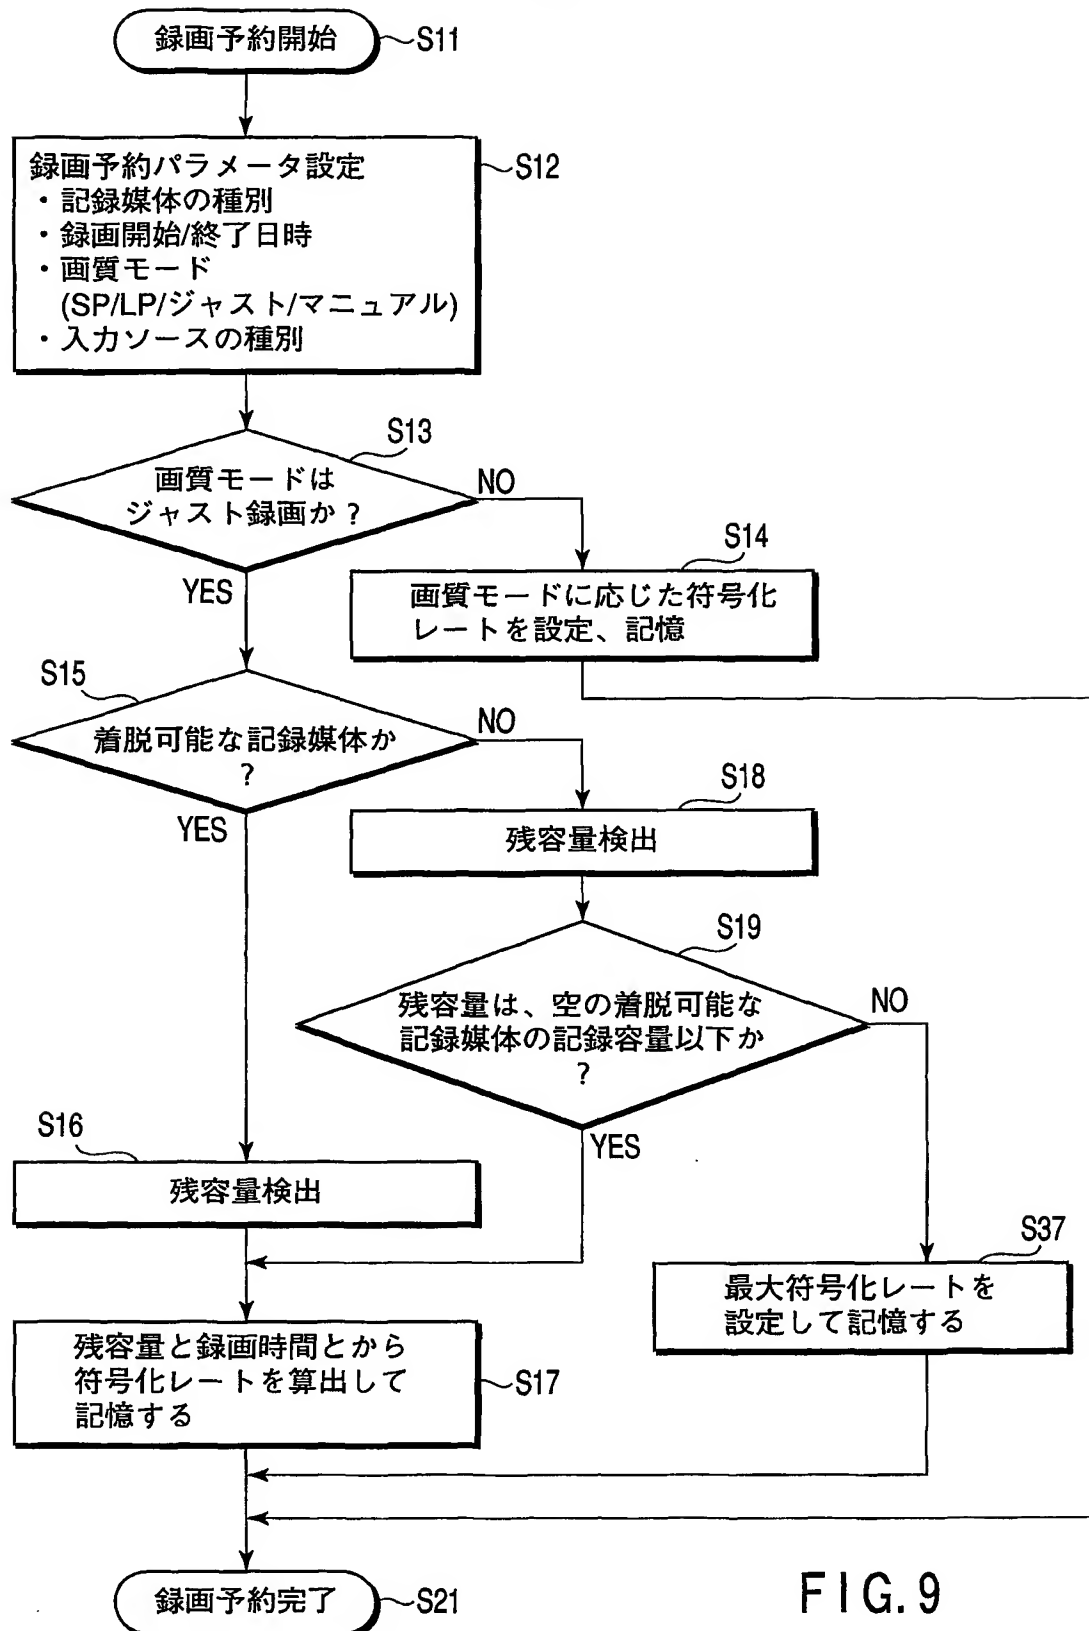 録画予約開始
S11
録画予約パラメータ設定
・記録媒体の種別
・録画開始/終了日時
・画質モード
(SP/LP/ジャスト/マニュアル)
・入力ソースの種別
S12
S13
画質モードは
ジャスト録画か?
NO
YES
S14
画質モードに応じた符号化
レートを設定、記憶
S15
着脱可能な記録媒体か
?
NO
YES
S18
残容量検出
S19
残容量は、空の着脱可能な
記録媒体の記録容量以下か
?
NO
YES
S16
残容量検出
S37
最大符号化レートを
設定して記憶する
残容量と録画時間とから
符号化レートを算出して
記憶する
S17
録画予約完了
S21
FIG.9